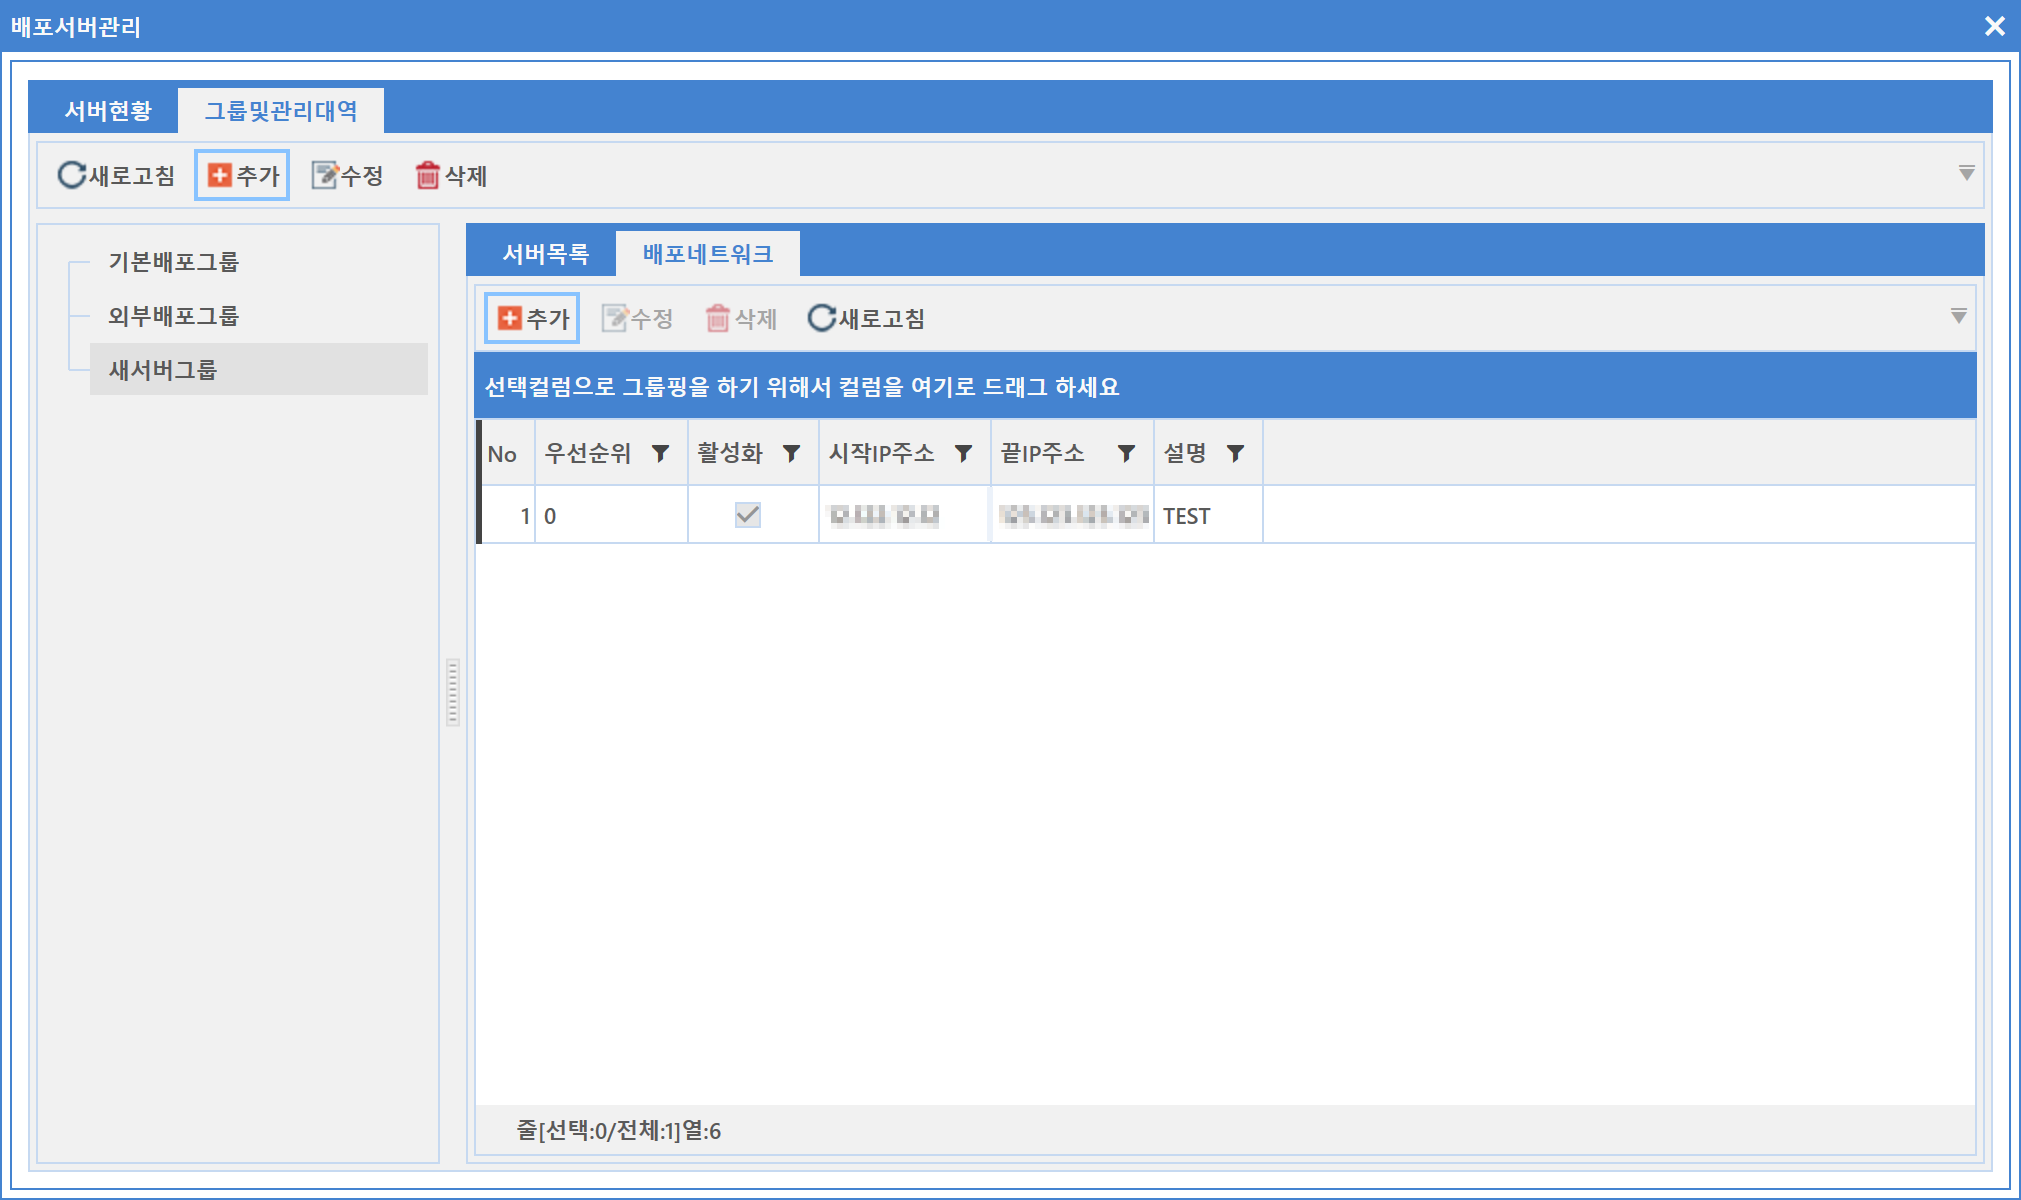 배포서버관리
서버현황 그룹및관리대역
새로고침 추가 수정 삭제
기본배포그룹
외부배포그룹
새서버그룹
서버목록 배포네트워크
추가 수정 삭제 새로고침
선택컬럼으로 그룹핑을 하기 위해서 컬럼을 여기로 드래그 하세요
No 우선순위 활성화 시작IP주소 끝IP주소 설명
1 0 TEST
줄[선택:0/전체:1]열:6